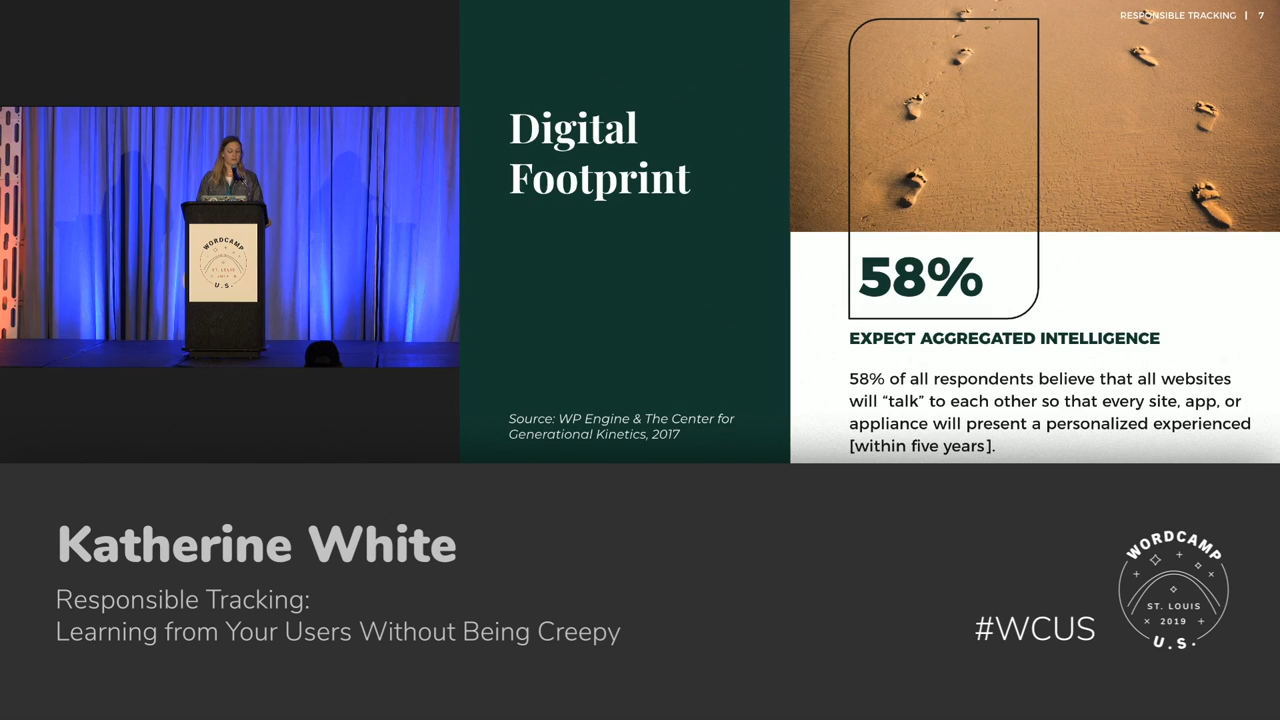 RESPONSIBLE TRACKING | 7
Digital
Footprint
58%
EXPECT AGGREGATED INTELLIGENCE
58% of all respondents believe that all websites
will “talk” to each other so that every site, app, or
appliance will present a personalized experienced
[within five years].
Source: WP Engine & The Center for
Generational Kinetics, 2017
WORDCAMP
ST. LOUIS
2019
U.S.
Katherine White
Responsible Tracking:
Learning from Your Users Without Being Creepy
#WCUS
WORDCAMP
ST. LOUIS
2019
U.S.